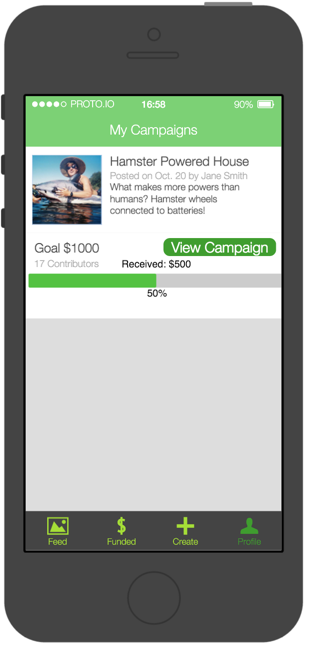 PROTO.IO 16:58 90%
My Campaigns
Hamster Powered House
Posted on Oct. 20 by Jane Smith
What makes more powers than
humans? Hamster wheels
connected to batteries!
Goal $1000 View Campaign
17 Contributors Received: $500
50%
Feed Funded Create Profile